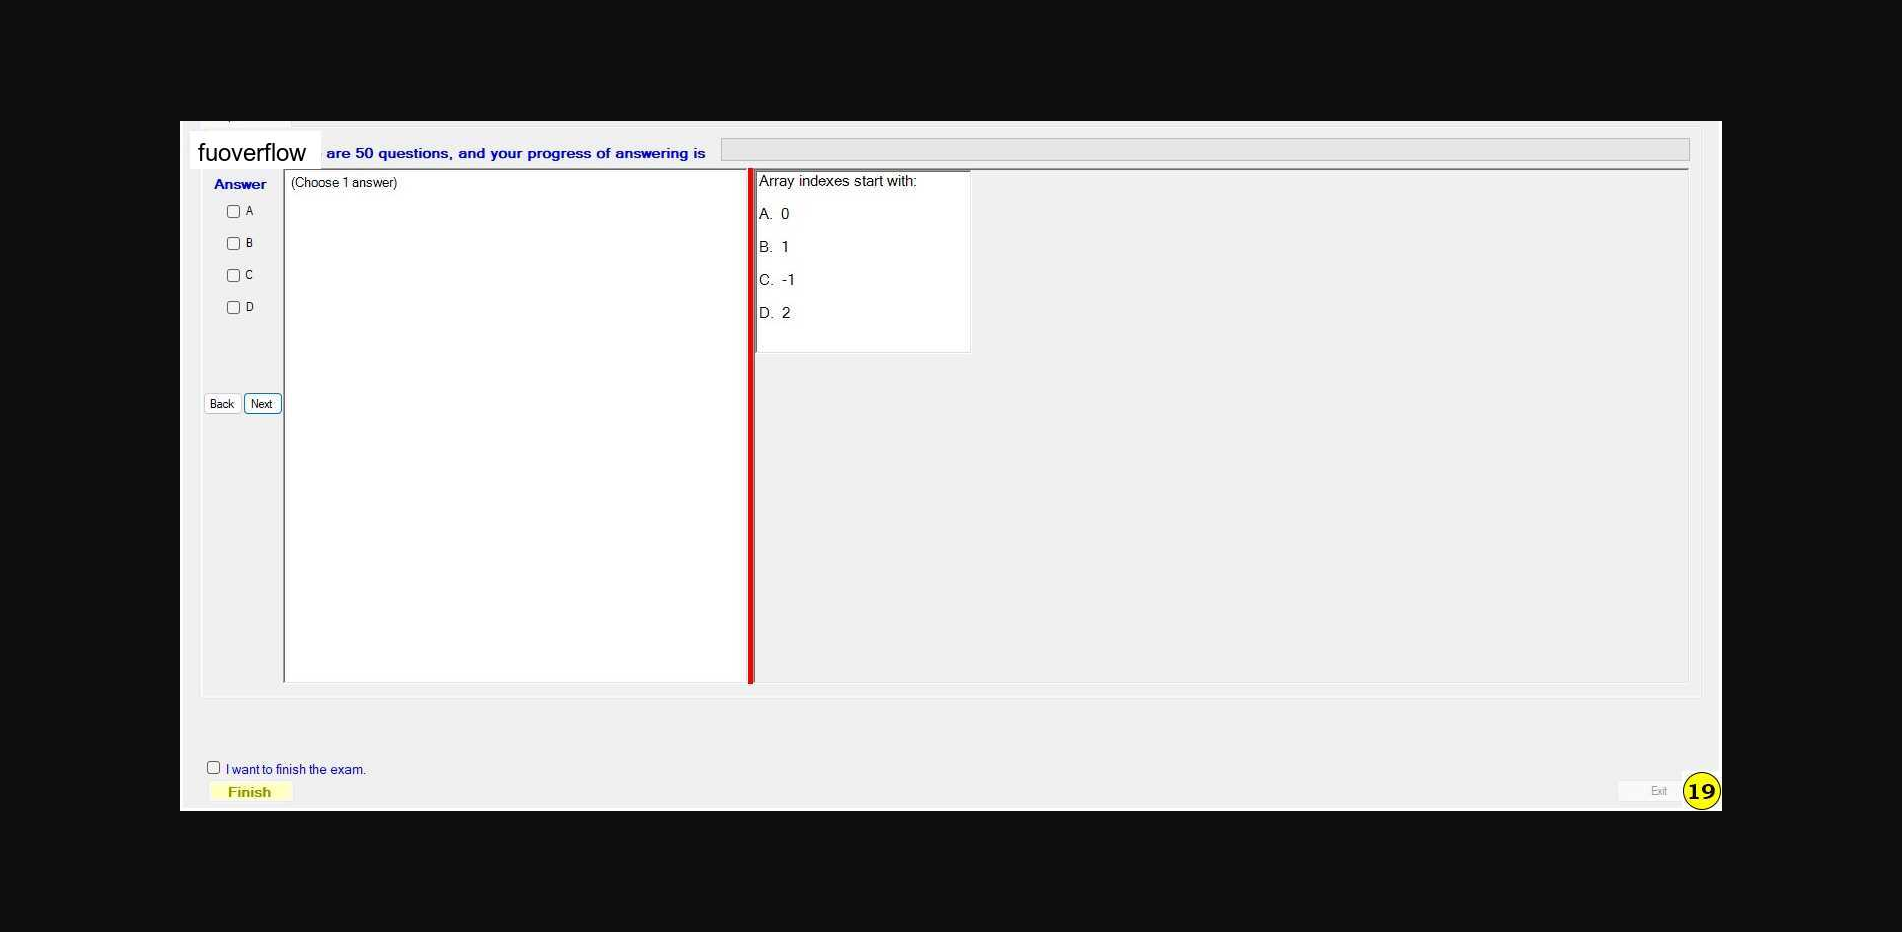 fuoverflow are 50 questions, and your progress of answering is
Answer
(Choose 1 answer)
A
B
C
D
Back Next
Array indexes start with:
A. 0
B. 1
C. -1
D. 2
I want to finish the exam.
Finish
Exit
19